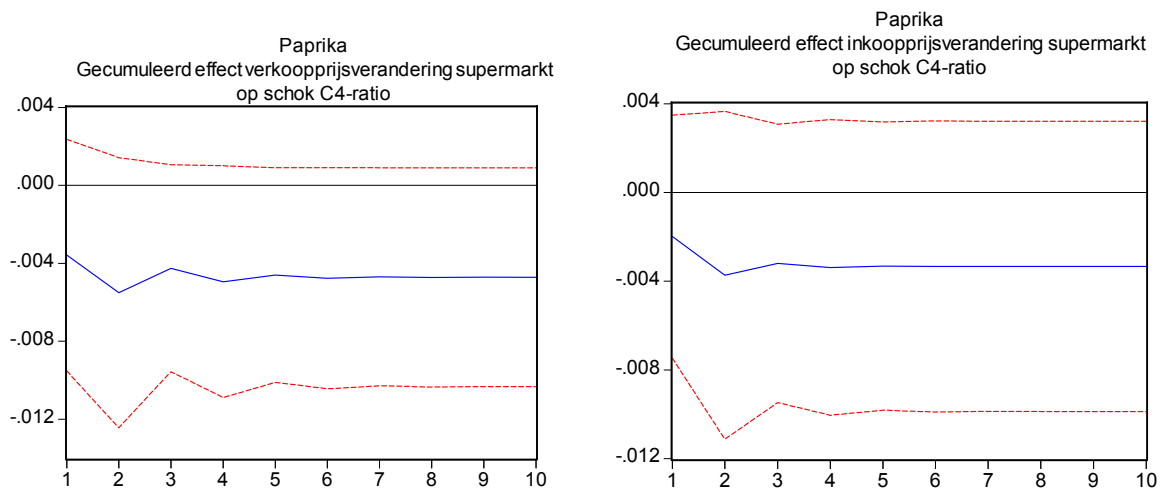 Paprika
Gecumuleerd effect verkoopprijsverandering supermarkt
op schok C4-ratio
.004
.000
-.004
-.008
-.012
1 2 3 4 5 6 7 8 9 10
Paprika
Gecumuleerd effect inkoopprijsverandering supermarkt
op schok C4-ratio
.004
.000
-.004
-.008
-.012
1 2 3 4 5 6 7 8 9 10